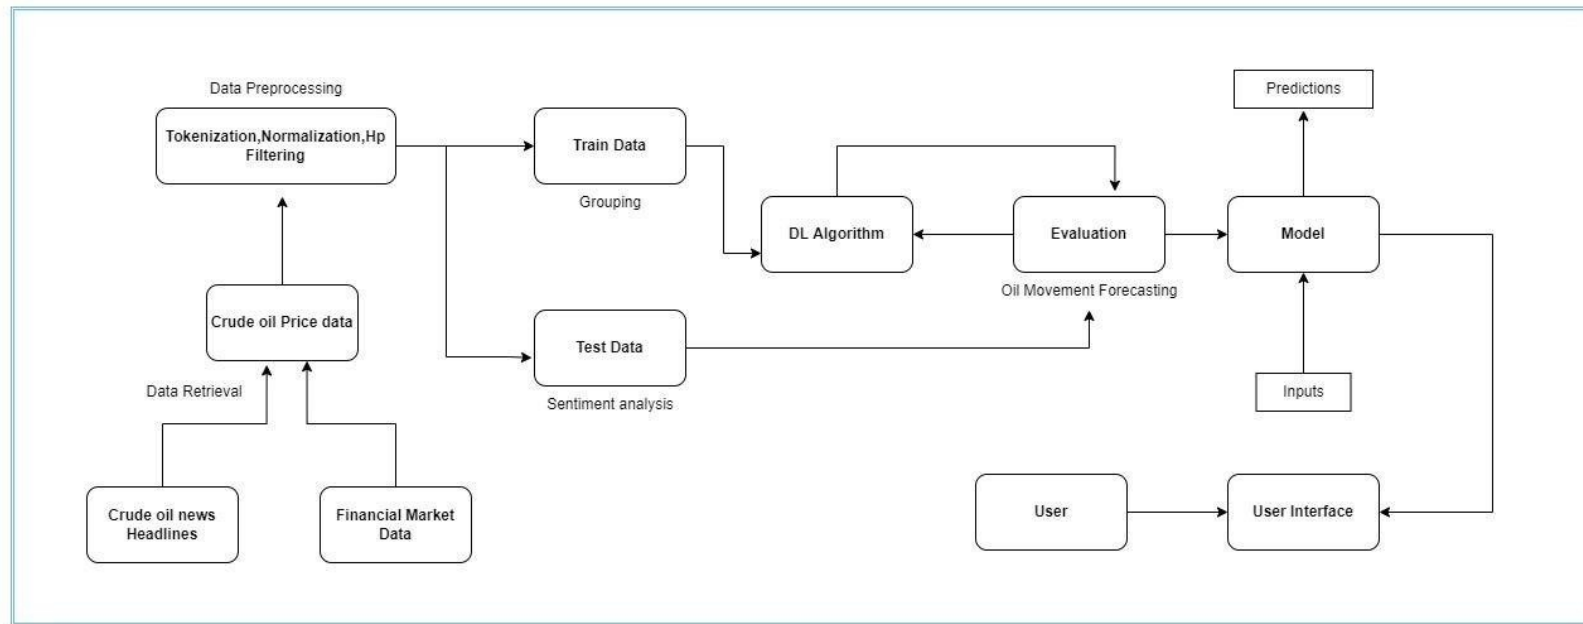 Data Preprocessing
Tokenization,Normalization,Hp
Filtering
Train Data
Grouping
Predictions
DL Algorithm
Evaluation
Model
Oil Movement Forecasting
Crude oil Price data
Test Data
Sentiment analysis
Data Retrieval
Inputs
Crude oil news
Headlines
Financial Market
Data
User
User Interface